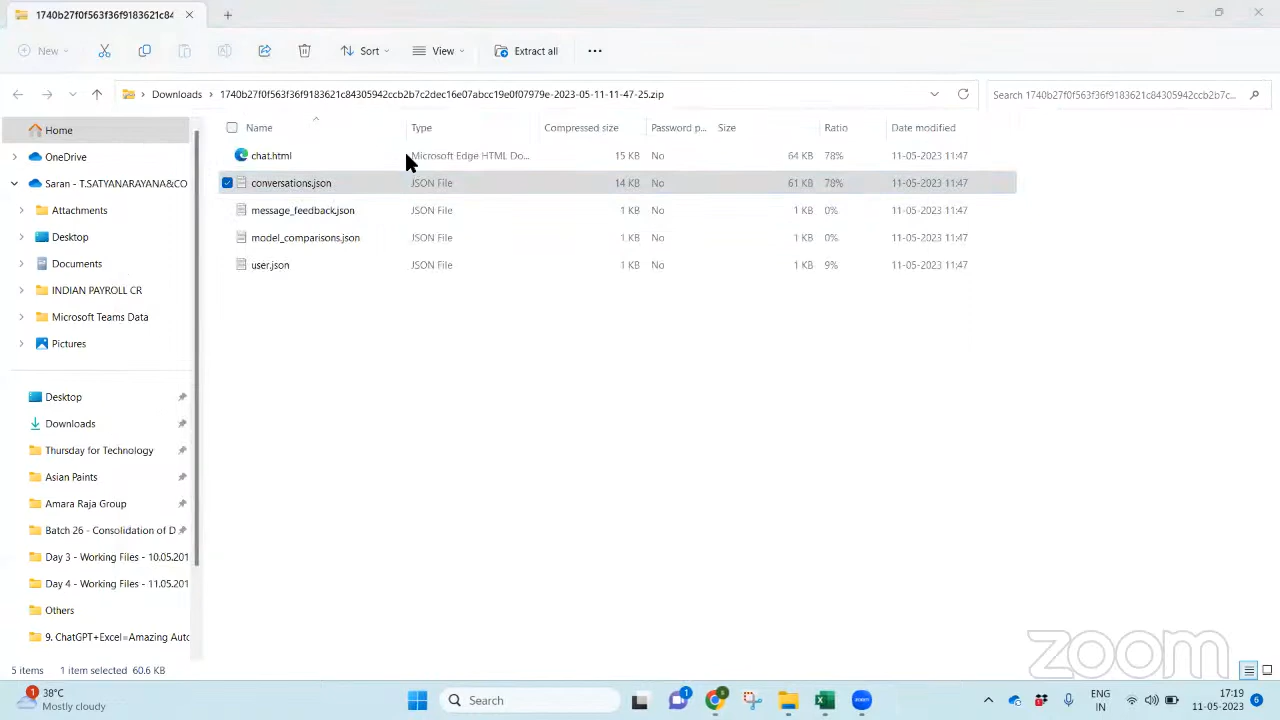 1740b27f0f563f36f9183621c84
New
Sort
View
Extract all
Downloads > 1740b27f0f563f36f9183621c84305942ccb2b7c2dec16e07abcc19e0f07979e-2023-05-11-11-47-25.zip
Search 1740b27f0f563f36f9183621c84305942ccb2b7c...
Home
OneDrive
Saran - T.SATYANARAYANA&CO
Attachments
Desktop
Documents
INDIAN PAYROLL CR
Microsoft Teams Data
Pictures
Desktop
Downloads
Thursday for Technology
Asian Paints
Amara Raja Group
Batch 26 - Consolidation of D
Day 3 - Working Files - 10.05.201
Day 4 - Working Files - 11.05.201
Others
9. ChatGPT+Excel=Amazing Auto
Name Type Compressed size Password p... Size Ratio Date modified
chat.html Microsoft Edge HTML Do... 15 KB No 64 KB 78% 11-05-2023 11:47
conversations.json JSON File 14 KB No 61 KB 78% 11-05-2023 11:47
message_feedback.json JSON File 1 KB No 1 KB 0% 11-05-2023 11:47
model_comparisons.json JSON File 1 KB No 1 KB 0% 11-05-2023 11:47
user.json JSON File 1 KB No 1 KB 9% 11-05-2023 11:47
zoom
5 items 1 item selected 60.6 KB
1
38°C
Mostly cloudy
Search
1
8
ENG
IN
17:19
11-05-2023
6